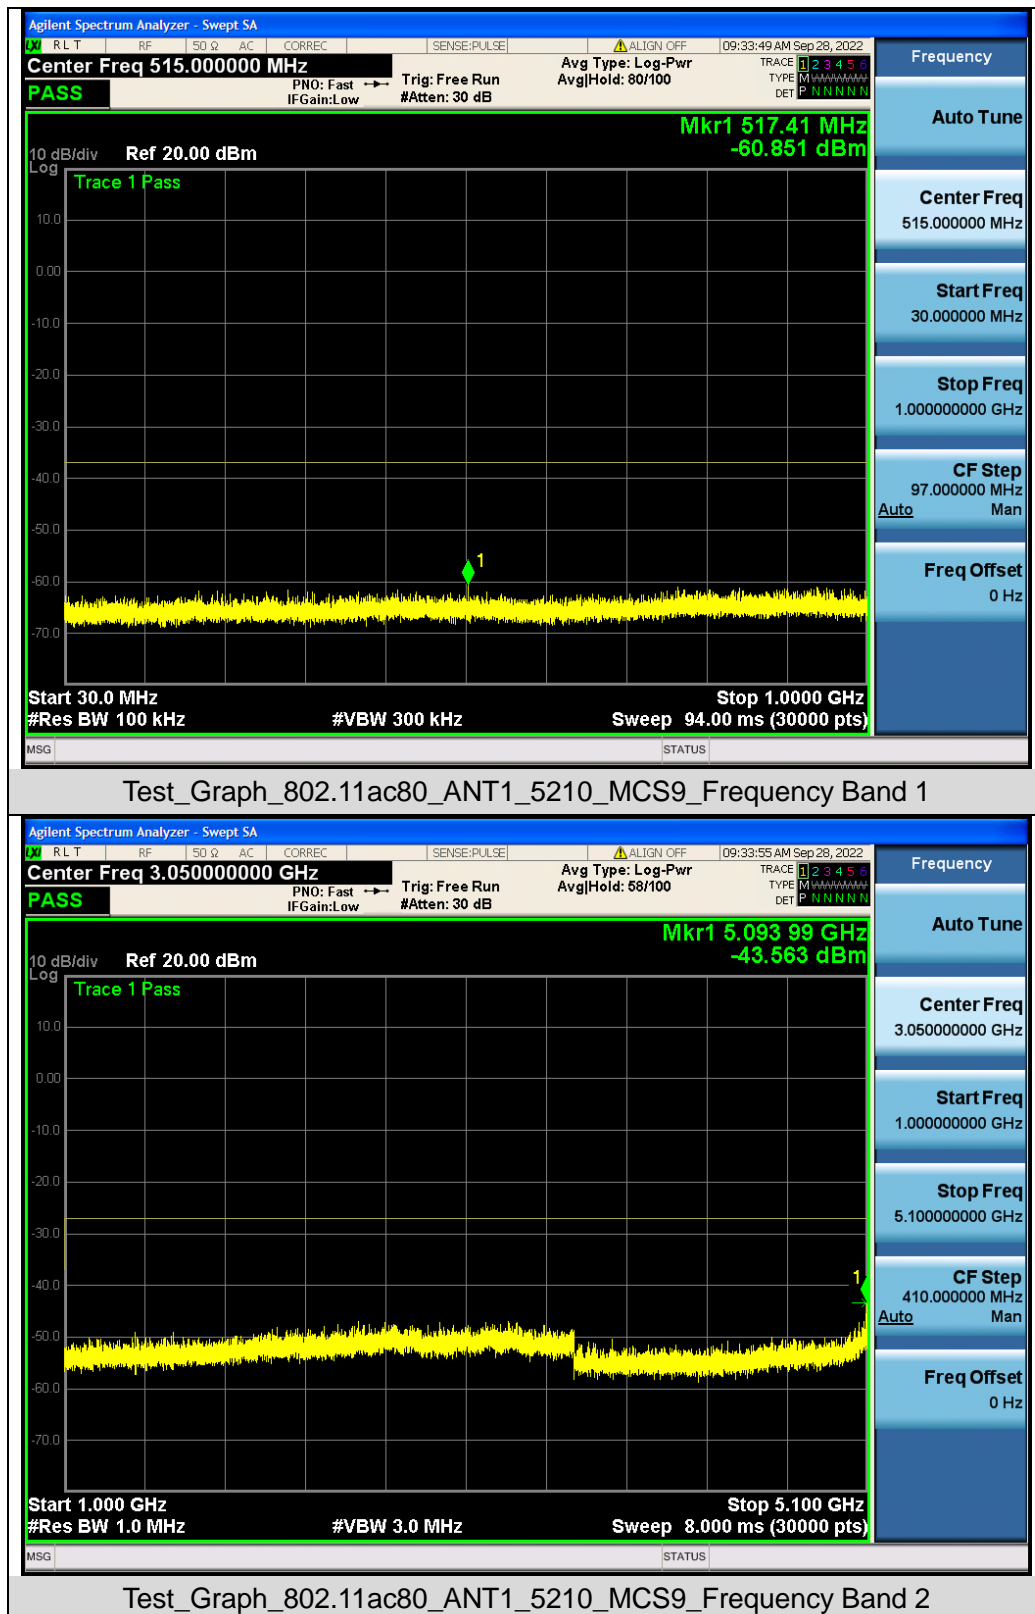 Agilent Spectrum Analyzer - Swept SA
LXI RLT RF 50 Ω AC CORREC SENSE:PULSE ALIGN OFF 09:33:49 AM Sep 28, 2022
Center Freq 515.000000 MHz
PASS
PNO: Fast
IFGain:Low
Trig: Free Run
#Atten: 30 dB
Avg Type: Log-Pwr
Avg|Hold: 80/100
TRACE 1 2 3 4 5 6
TYPE M
DET P N N N N N
Mkr1 517.41 MHz
-60.851 dBm
10 dB/div Ref 20.00 dBm
Log
Trace 1 Pass
10.0
0.00
-10.0
-20.0
-30.0
-40.0
-50.0
-60.0
-70.0
1
Start 30.0 MHz Stop 1.0000 GHz
#Res BW 100 kHz #VBW 300 kHz Sweep 94.00 ms (30000 pts)
MSG STATUS
Frequency
Auto Tune
Center Freq
515.000000 MHz
Start Freq
30.000000 MHz
Stop Freq
1.000000000 GHz
CF Step
97.000000 MHz
Auto Man
Freq Offset
0 Hz
Test_Graph_802.11ac80_ANT1_5210_MCS9_Frequency Band 1
Agilent Spectrum Analyzer - Swept SA
LXI RLT RF 50 Ω AC CORREC SENSE:PULSE ALIGN OFF 09:33:55 AM Sep 28, 2022
Center Freq 3.050000000 GHz
PASS
PNO: Fast
IFGain:Low
Trig: Free Run
#Atten: 30 dB
Avg Type: Log-Pwr
Avg|Hold: 58/100
TRACE 1 2 3 4 5 6
TYPE M
DET P N N N N N
Mkr1 5.093 99 GHz
-43.563 dBm
10 dB/div Ref 20.00 dBm
Log
Trace 1 Pass
10.0
0.00
-10.0
-20.0
-30.0
-40.0
-50.0
-60.0
-70.0
1
Start 1.000 GHz Stop 5.100 GHz
#Res BW 1.0 MHz #VBW 3.0 MHz Sweep 8.000 ms (30000 pts)
MSG STATUS
Frequency
Auto Tune
Center Freq
3.050000000 GHz
Start Freq
1.000000000 GHz
Stop Freq
5.100000000 GHz
CF Step
410.000000 MHz
Auto Man
Freq Offset
0 Hz
Test_Graph_802.11ac80_ANT1_5210_MCS9_Frequency Band 2